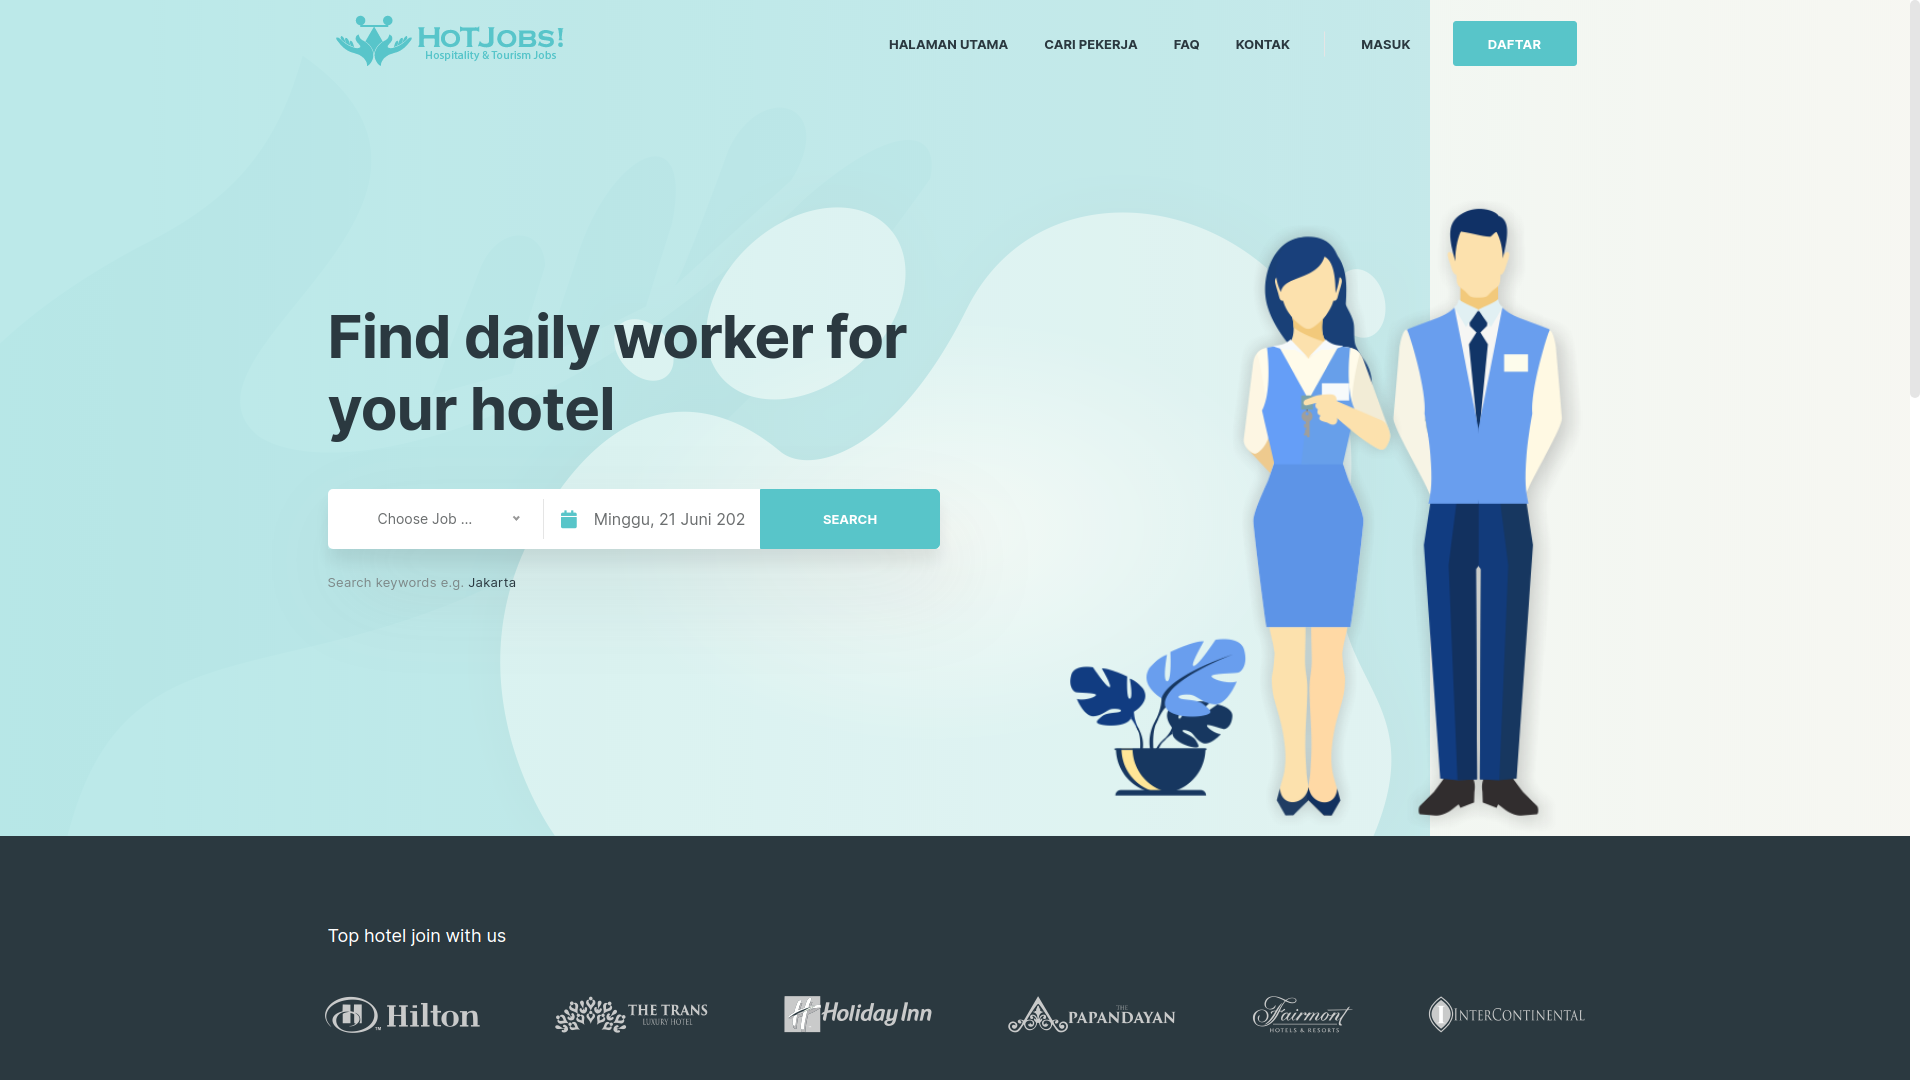 HOTJOBS!
Hospitality & Tourism Jobs
HALAMAN UTAMA CARI PEKERJA FAQ KONTAK MASUK DAFTAR
Find daily worker for
your hotel
Choose Job ... Minggu, 21 Juni 202 SEARCH
Search keywords e.g. Jakarta
Top hotel join with us
Hilton
THE TRANS
LUXURY HOTEL
Holiday Inn
THE
PAPANDAYAN
Fairmont
HOTELS & RESORTS
INTERCONTINENTAL